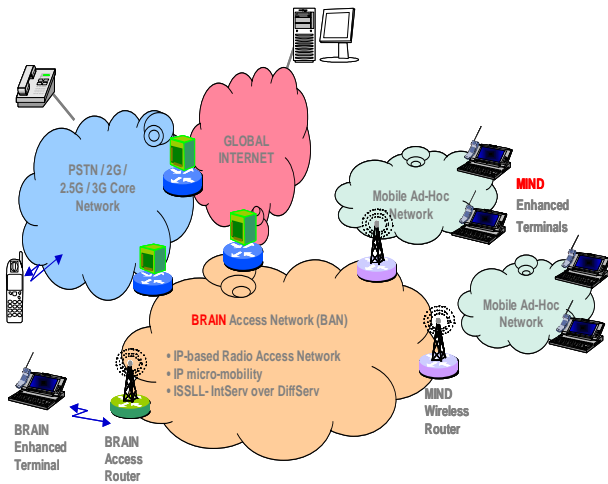 GLOBAL
INTERNET
PSTN / 2G /
2.5G / 3G Core
Network
Mobile Ad-Hoc
Network
MIND
Enhanced
Terminals
Mobile Ad-Hoc
Network
BRAIN Access Network (BAN)
• IP-based Radio Access Network
• IP micro-mobility
• ISSLL- IntServ over DiffServ
MIND
Wireless
Router
BRAIN
Enhanced
Terminal
BRAIN
Access
Router